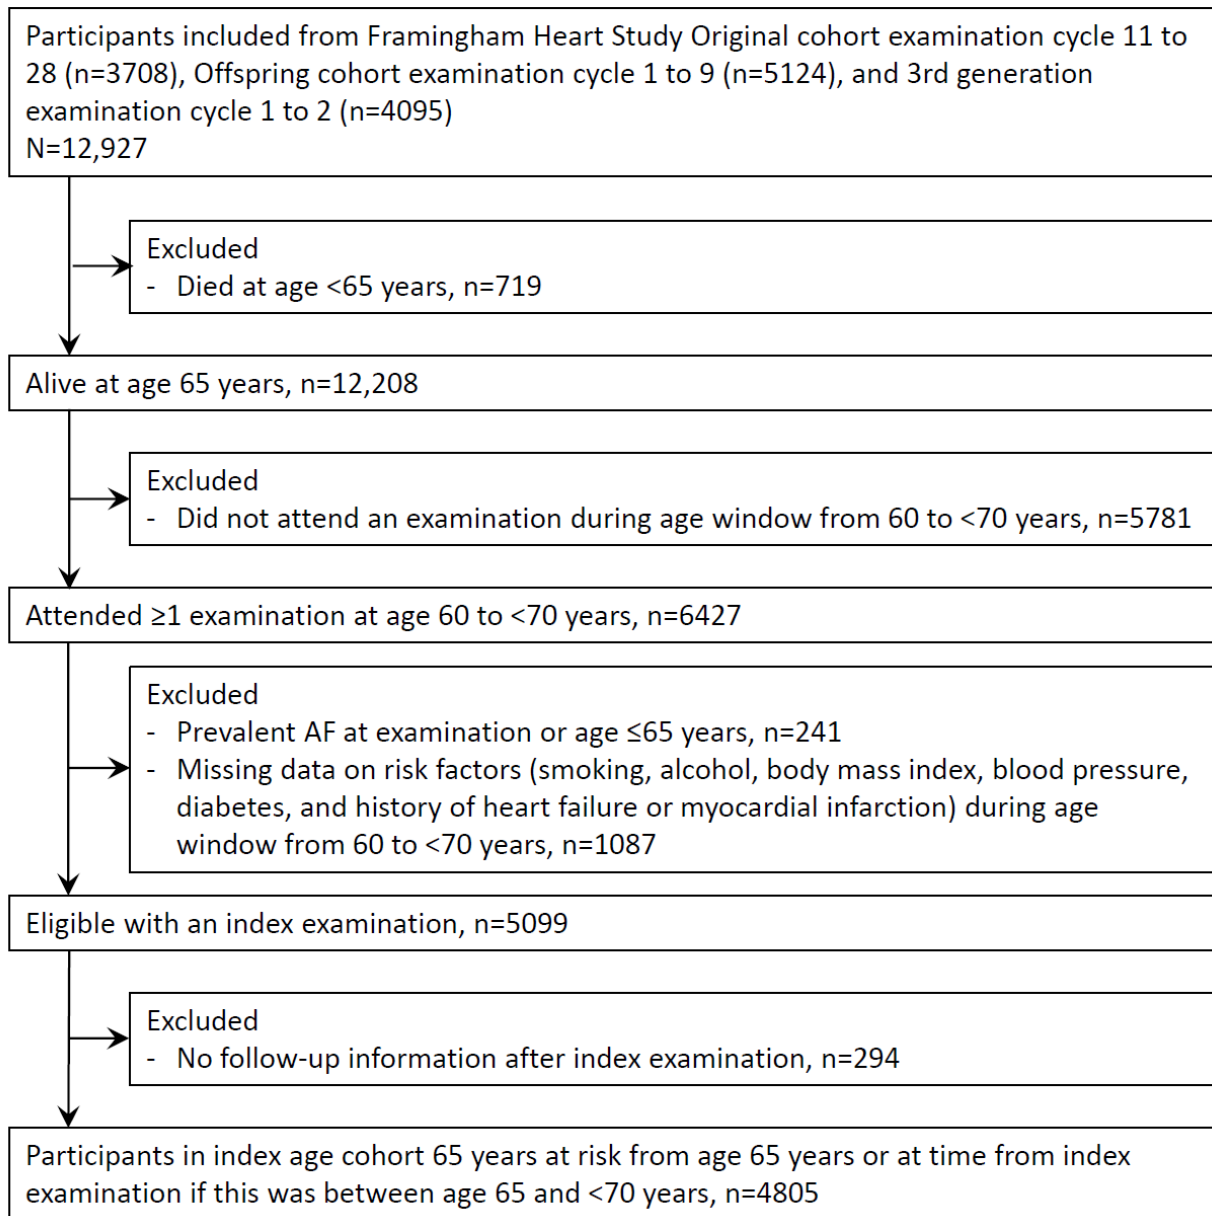 Participants included from Framingham Heart Study Original cohort examination cycle 11 to
28 (n=3708), Offspring cohort examination cycle 1 to 9 (n=5124), and 3rd generation
examination cycle 1 to 2 (n=4095)
N=12,927
Excluded
- Died at age <65 years, n=719
Alive at age 65 years, n=12,208
Excluded
- Did not attend an examination during age window from 60 to <70 years, n=5781
Attended ≥1 examination at age 60 to <70 years, n=6427
Excluded
- Prevalent AF at examination or age ≤65 years, n=241
- Missing data on risk factors (smoking, alcohol, body mass index, blood pressure,
diabetes, and history of heart failure or myocardial infarction) during age
window from 60 to <70 years, n=1087
Eligible with an index examination, n=5099
Excluded
- No follow-up information after index examination, n=294
Participants in index age cohort 65 years at risk from age 65 years or at time from index
examination if this was between age 65 and <70 years, n=4805